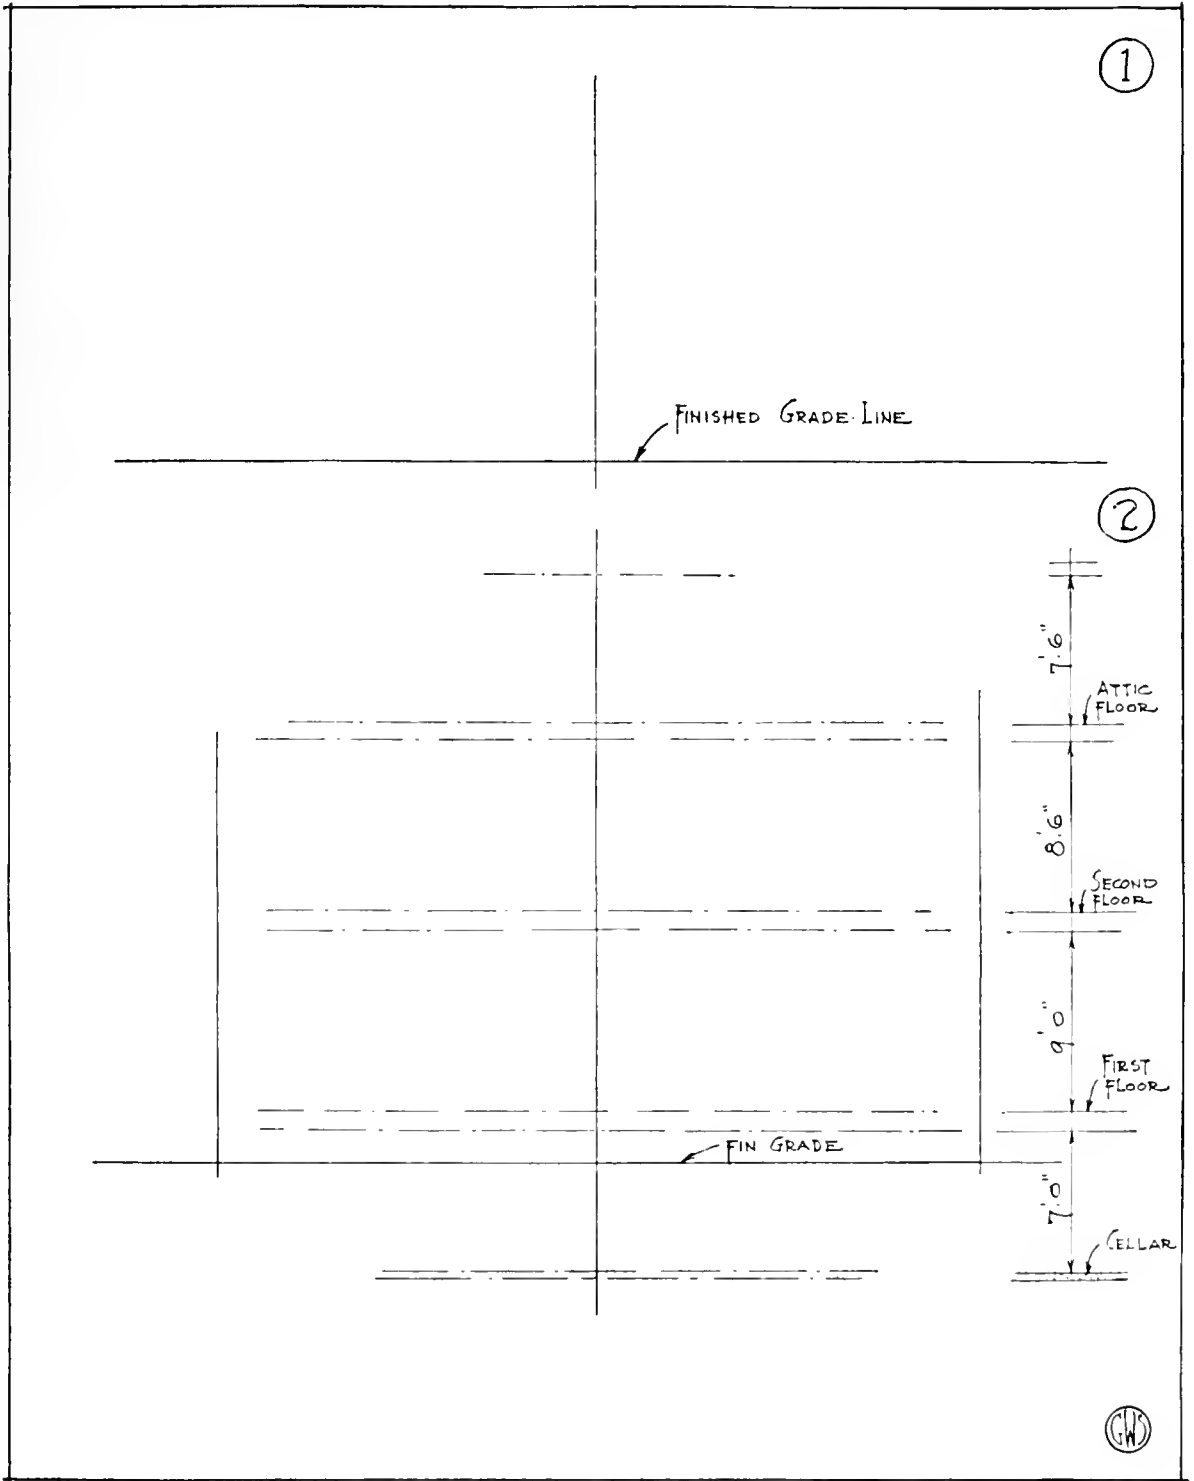 1
FINISHED GRADE LINE
2
7'6"
ATTIC
FLOOR
8'6"
SECOND
FLOOR
9'0"
FIRST
FLOOR
FIN GRADE
7'0"
CELLAR
GWS